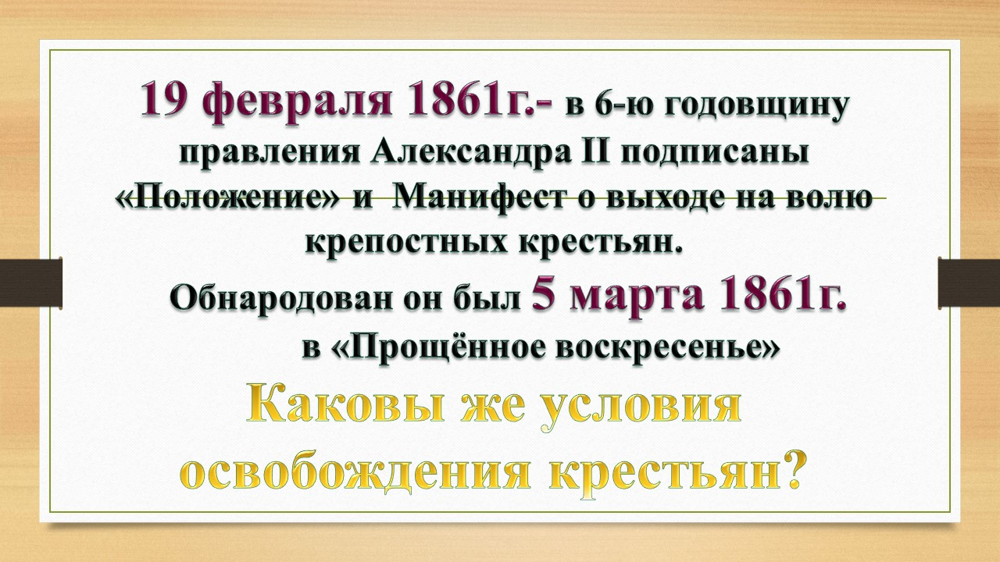 19 февраля 1861г.- в 6-ю годовщину
правления Александра II подписаны
«Положение» и  Манифест о выходе на волю
крепостных крестьян.
Обнародован он был 5 марта 1861г.
в «Прощённое воскресенье»
Каковы же условия
освобождения крестьян?